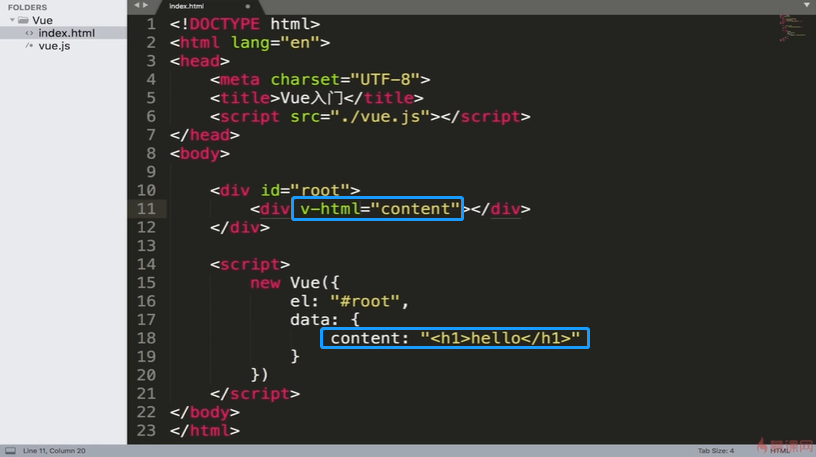 FOLDERS
Vue
index.html
vue.js
index.html
1 <!DOCTYPE html>
2 <html lang="en">
3 <head>
4 <meta charset="UTF-8">
5 <title>Vue入门</title>
6 <script src="./vue.js"></script>
7 </head>
8 <body>
9
10 <div id="root">
11 <div v-html="content"></div>
12 </div>
13
14 <script>
15 new Vue({
16 el: "#root",
17 data: {
18 content: "<h1>hello</h1>"
19 }
20 })
21 </script>
22 </body>
23 </html>
Line 11, Column 20
Tab Size: 4
HTML